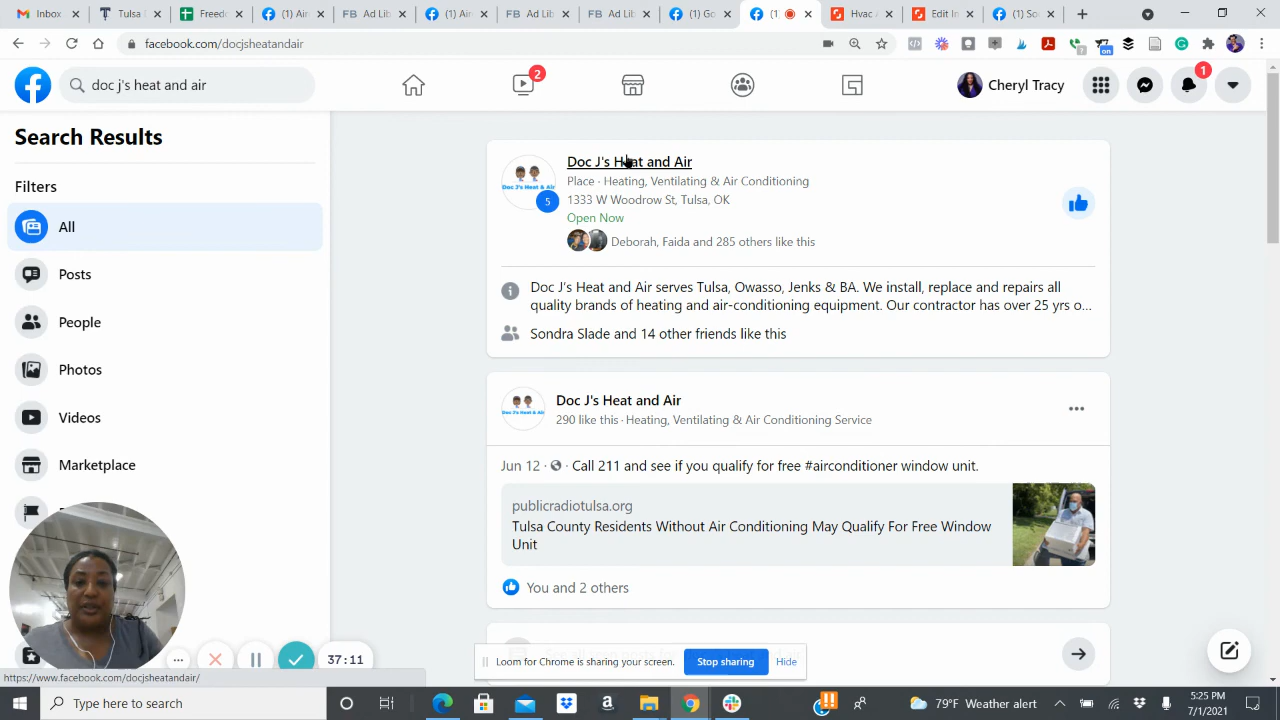 Inbox
Tulsa C
Freedo
(1) Air
Ad Lib
(1) Air
Ad Lib
Ad Lib
(1) Go
(1)
Hvac A
Edit In
(1) Soc
facebook.com/docjsheatandair
doc j's heat and air
2
Cheryl Tracy
1
Search Results
Filters
All
Posts
People
Photos
Videos
Marketplace
Doc J's Heat and Air
Place · Heating, Ventilating & Air Conditioning
1333 W Woodrow St, Tulsa, OK
Open Now
Deborah, Faida and 285 others like this
Doc J's Heat & Air
5
Doc J's Heat and Air serves Tulsa, Owasso, Jenks & BA. We install, replace and repairs all
quality brands of heating and air-conditioning equipment. Our contractor has over 25 yrs o...
Sondra Slade and 14 other friends like this
Doc J's Heat and Air
290 like this · Heating, Ventilating & Air Conditioning Service
Jun 12 · Call 211 and see if you qualify for free #airconditioner window unit.
publicradiotulsa.org
Tulsa County Residents Without Air Conditioning May Qualify For Free Window
Unit
You and 2 others
37:11
Loom for Chrome is sharing your screen.
Stop sharing
Hide
https://www.facebook.com/docjsheatandair/
Type here to search
79°F Weather alert
5:25 PM
7/1/2021